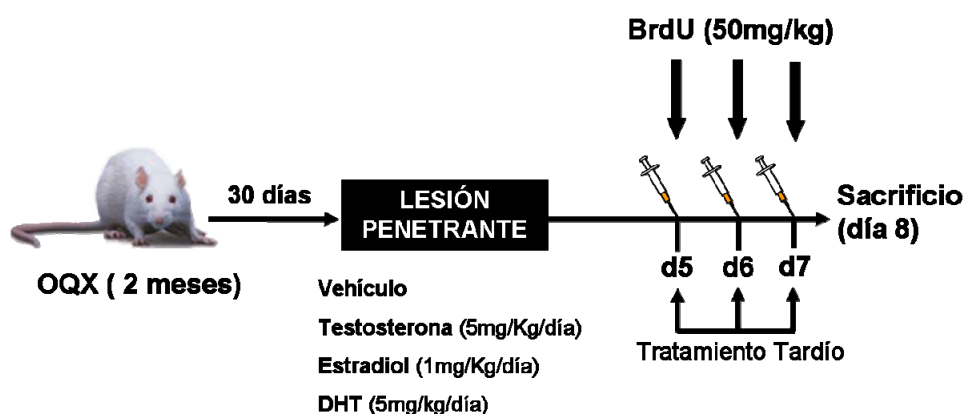 BrdU (50mg/kg)
30 días
LESIÓN
PENETRANTE
Sacrificio
(día 8)
OQX ( 2 meses)
d5 d6 d7
Vehículo
Testosterona (5mg/Kg/día)
Estradiol (1mg/Kg/día)
DHT (5mg/kg/día)
Tratamiento Tardío